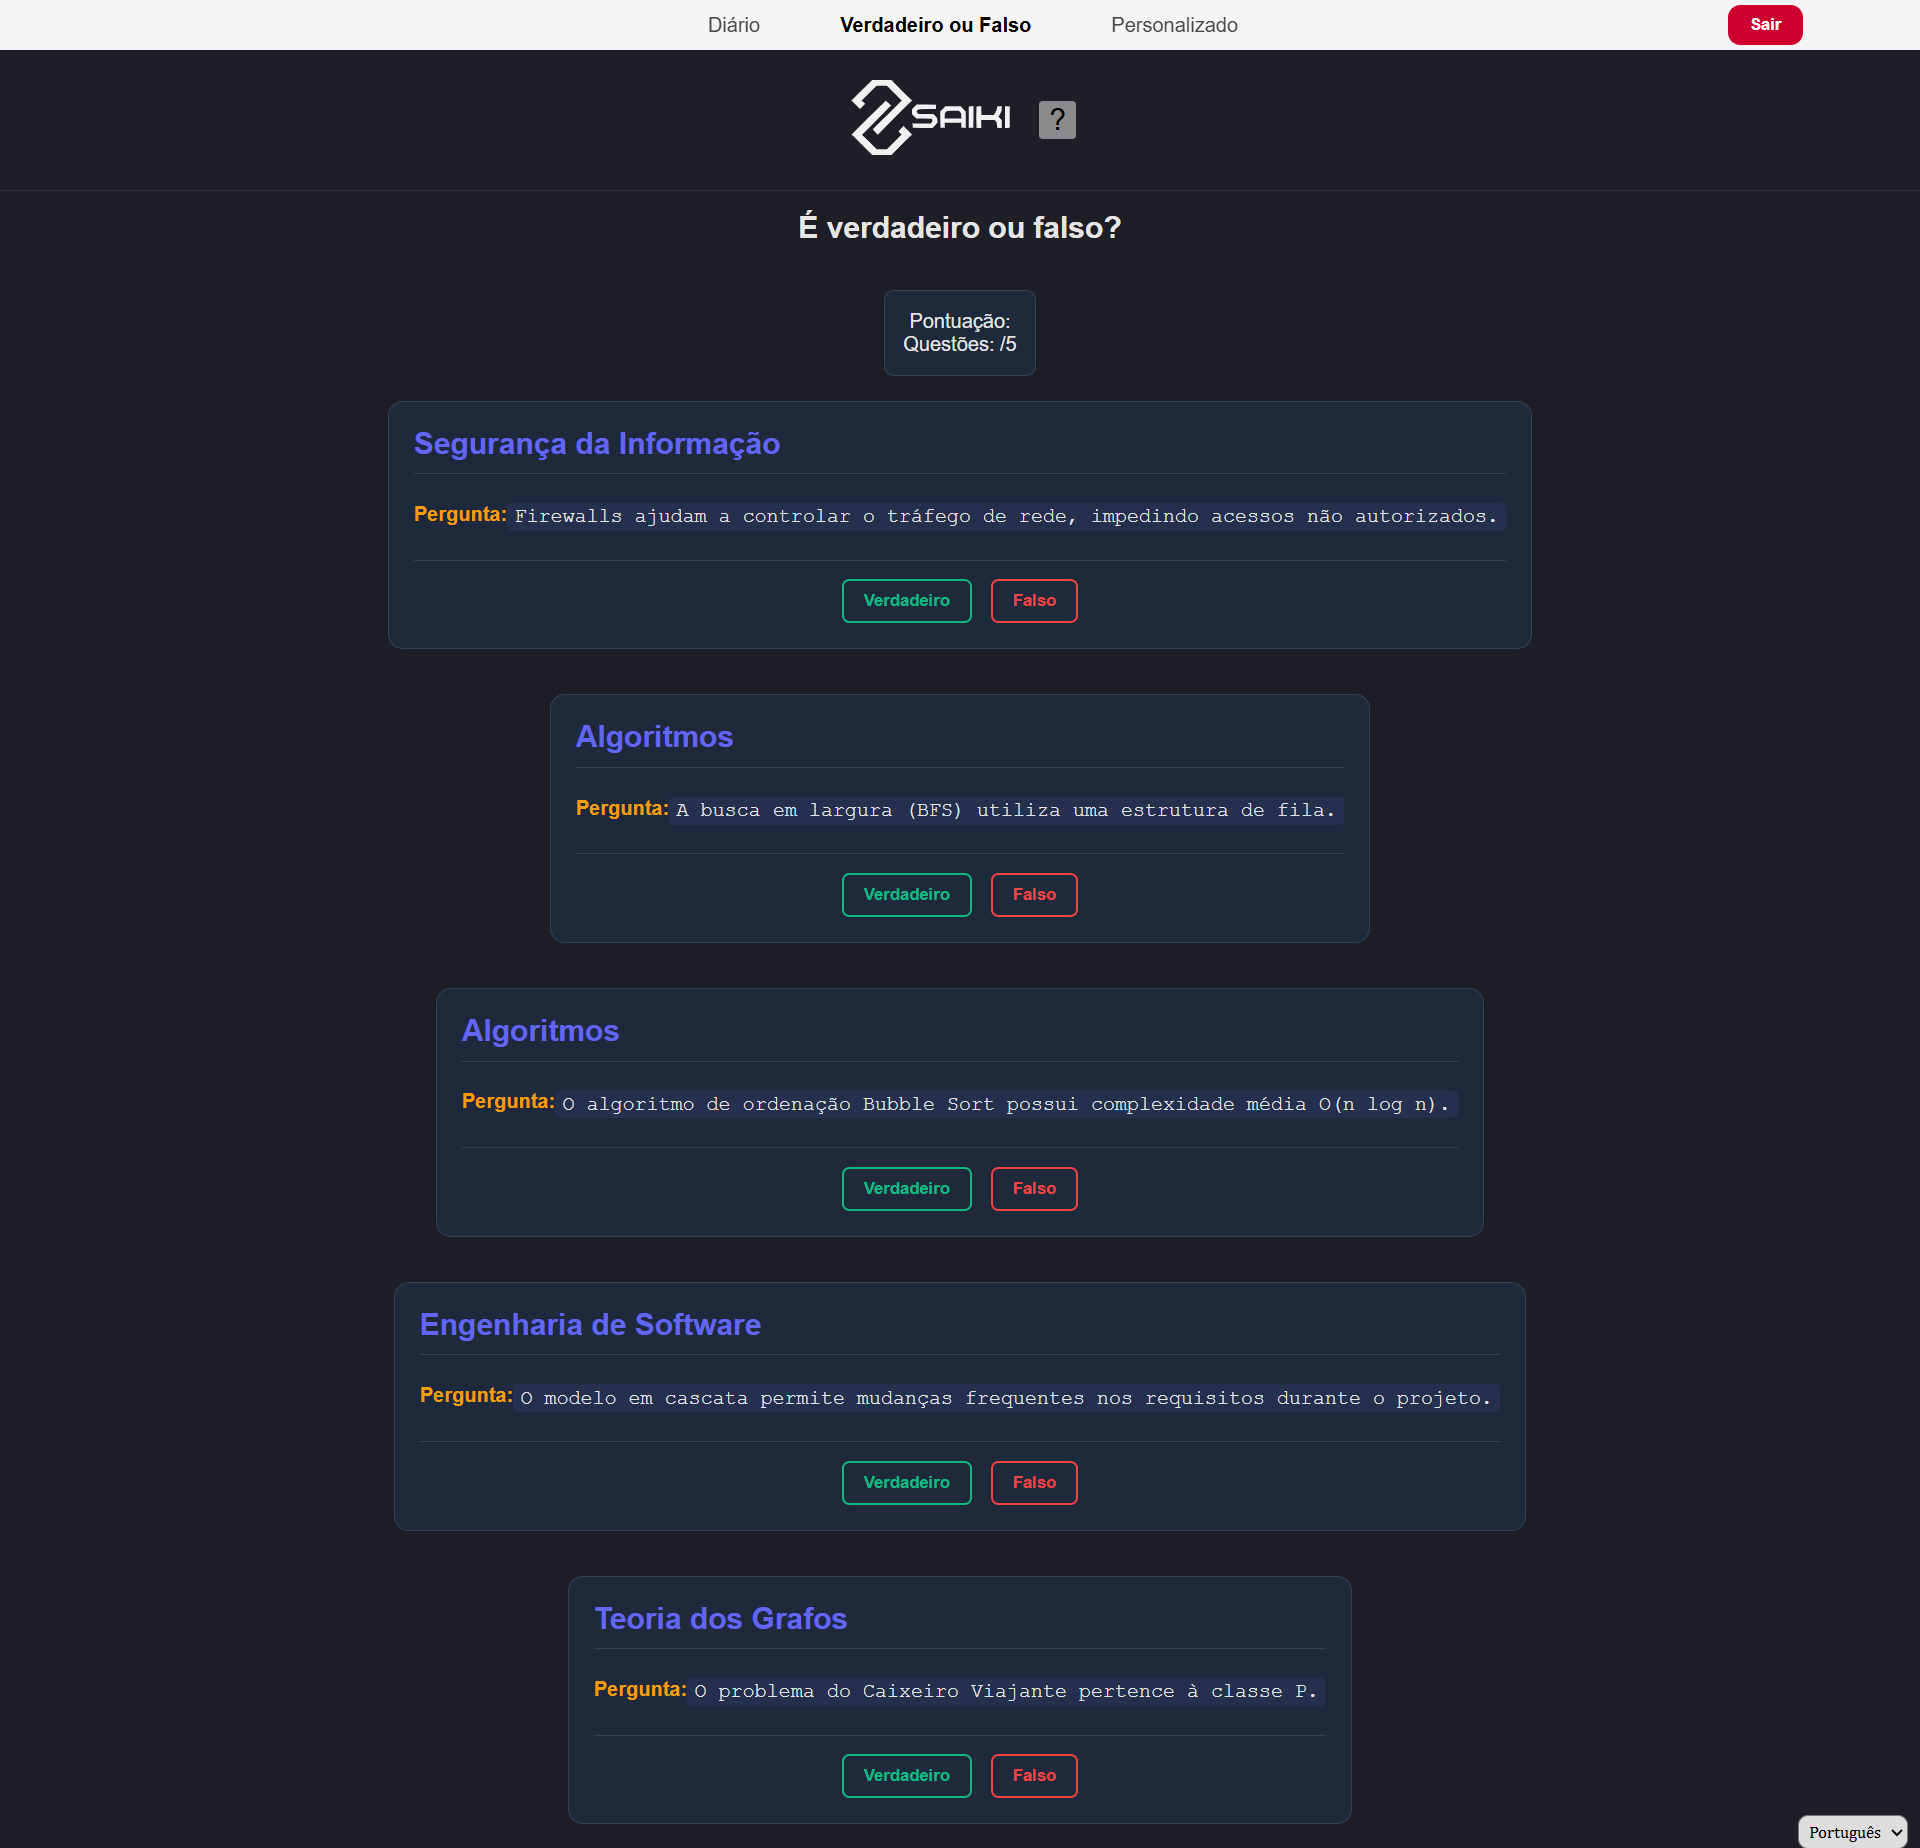 Diário
Verdadeiro ou Falso
Personalizado
Sair
SAIKI
?
É verdadeiro ou falso?
Pontuação:
Questões: /5
Segurança da Informação
Pergunta: Firewalls ajudam a controlar o tráfego de rede, impedindo acessos não autorizados.
Verdadeiro
Falso
Algoritmos
Pergunta: A busca em largura (BFS) utiliza uma estrutura de fila.
Verdadeiro
Falso
Algoritmos
Pergunta: O algoritmo de ordenação Bubble Sort possui complexidade média O(n log n).
Verdadeiro
Falso
Engenharia de Software
Pergunta: O modelo em cascata permite mudanças frequentes nos requisitos durante o projeto.
Verdadeiro
Falso
Teoria dos Grafos
Pergunta: O problema do Caixeiro Viajante pertence à classe P.
Verdadeiro
Falso
Português